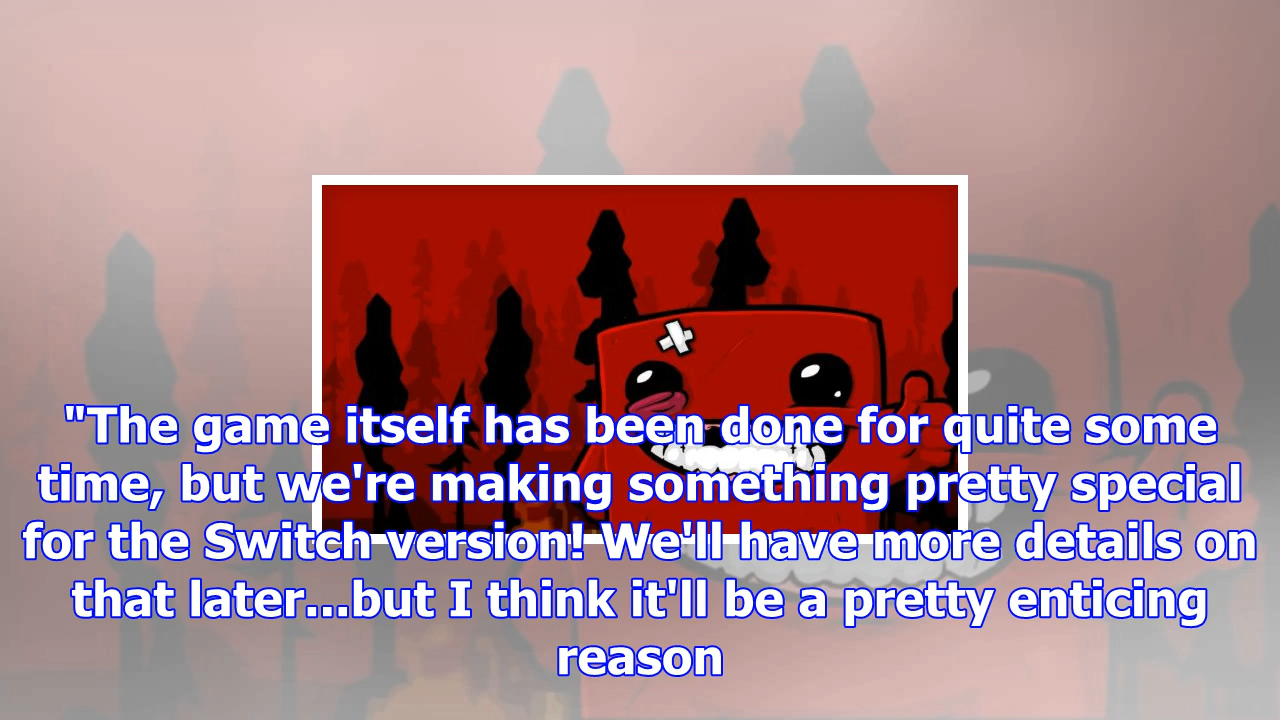 "The game itself has been done for quite some
time, but we're making something pretty special
for the Switch version! We'll have more details on
that later...but I think it'll be a pretty enticing
reason